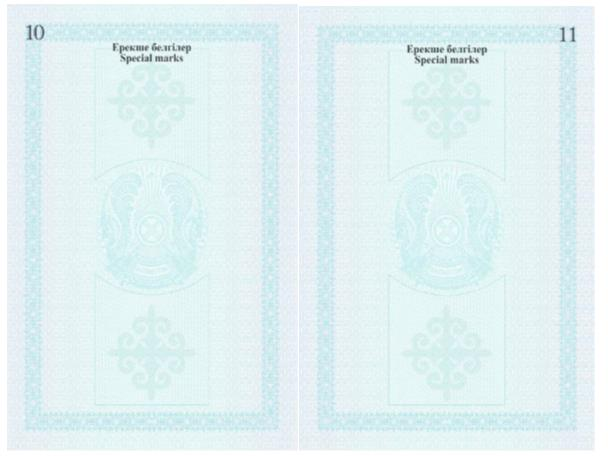 10
Ерекше белгілер
Special marks
11
Ерекше белгілер
Special marks